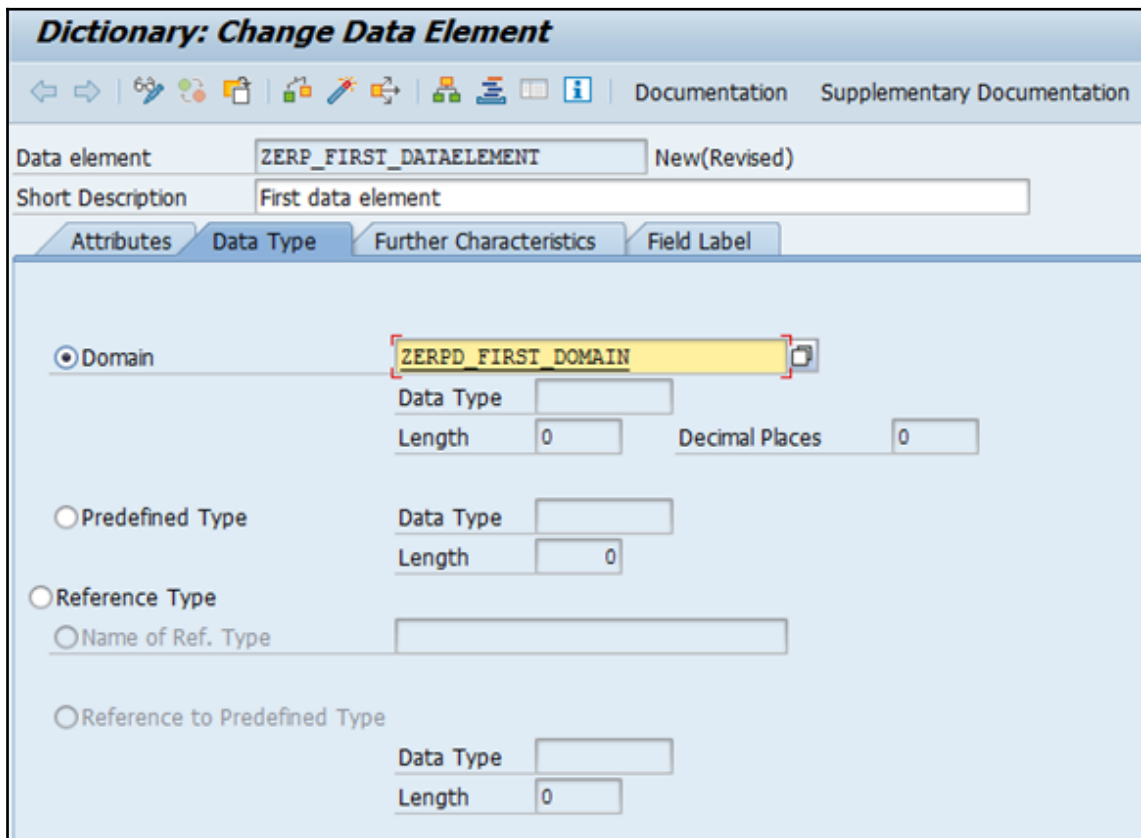 Dictionary: Change Data Element
Documentation Supplementary Documentation
Data element ZERP_FIRST_DATAELEMENT New(Revised)
Short Description First data element
Attributes Data Type Further Characteristics Field Label
Domain ZERPD_FIRST_DOMAIN
Data Type
Length 0 Decimal Places 0
Predefined Type Data Type
Length 0
Reference Type
Name of Ref. Type
Reference to Predefined Type
Data Type
Length 0